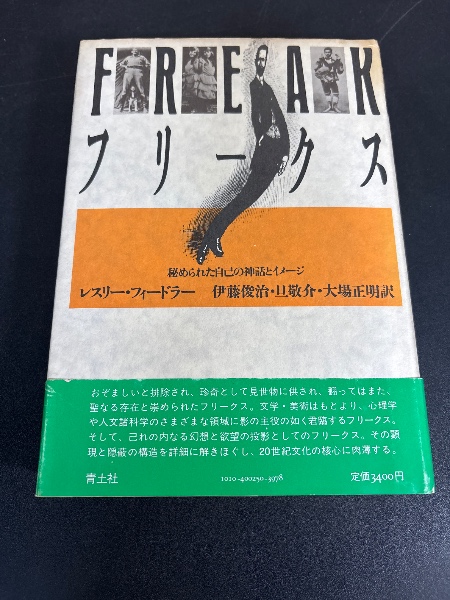 FREAK
フリークス
秘められた自己の神話とイメージ
レスリー・フィードラー 伊藤俊治・旦敬介・大場正明訳
おぞましいと排除され、珍奇として見世物に供され、翻ってはまた、
聖なる存在と崇められたフリークス。文学・美術はもとより、心理学
や人文諸科学のさまざまな領域に影の主役の如く君臨するフリークス。
そして、己れの内なる幻想と欲望の投影としてのフリークス。その顕
現と隠蔽の構造を詳細に解きほぐし、20世紀文化の核心に肉薄する。
青土社 1010-400250-3978 定価3400円